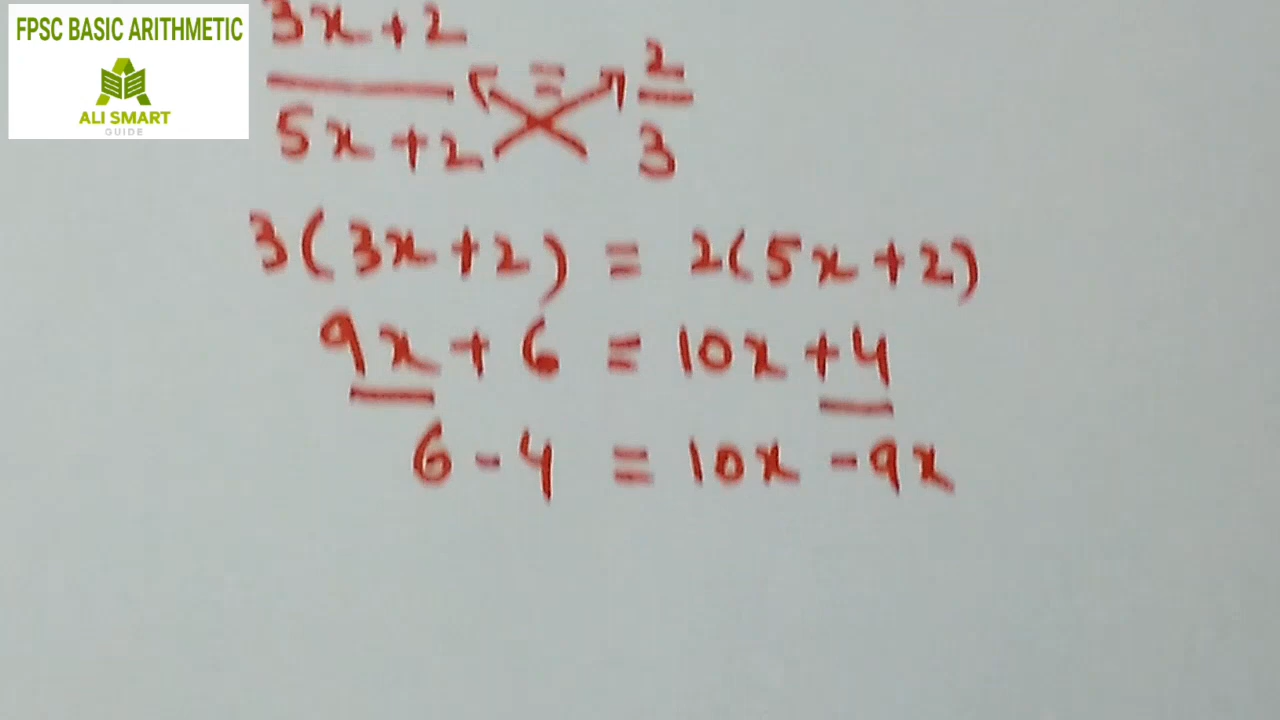 FPSC BASIC ARITHMETIC
ALI SMART
GUIDE
3x+2
5x+2
=
2
3
3(3x+2) = 2(5x+2)
9x+6 = 10x+4
6-4 = 10x-9x